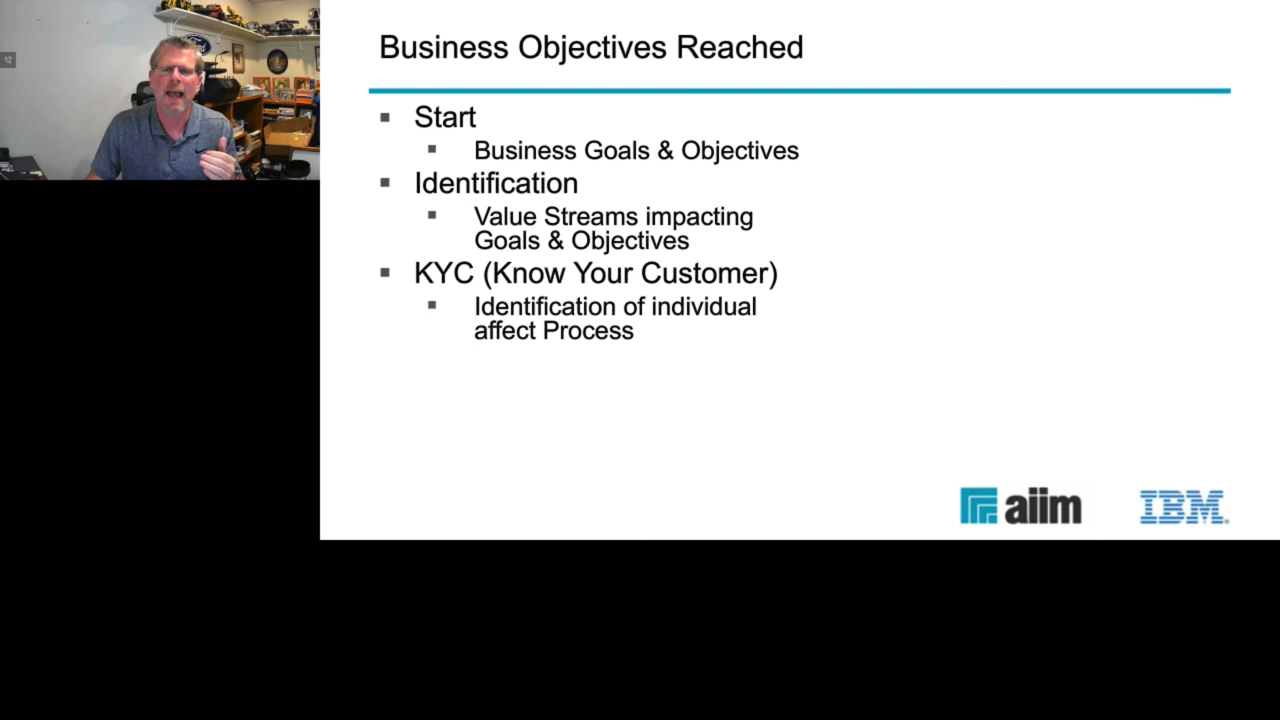 Ford
Business Objectives Reached
Start
Business Goals & Objectives
Identification
Value Streams impacting
Goals & Objectives
KYC (Know Your Customer)
Identification of individual
affect Process
aiim
IBM